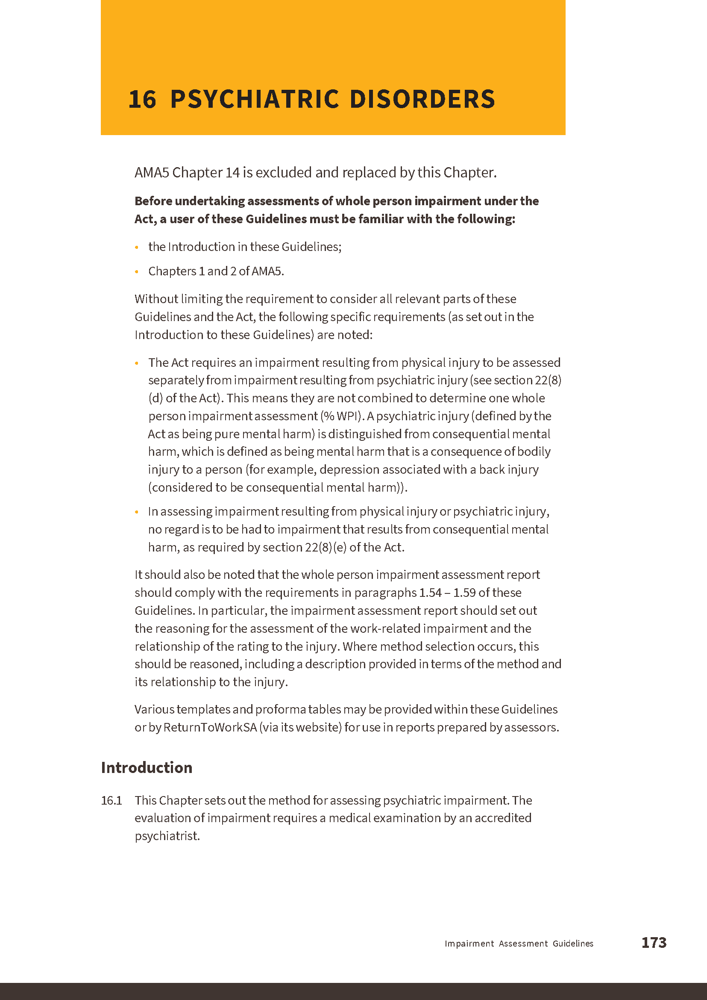 16 PSYCHIATRIC DISORDERS
AMA5 Chapter 14 is excluded and replaced by this Chapter.
Before undertaking assessments of whole person impairment under the
Act, a user of these Guidelines must be familiar with the following:
• the Introduction in these Guidelines;
• Chapters 1 and 2 of AMA5.
Without limiting the requirement to consider all relevant parts of these
Guidelines and the Act, the following specific requirements (as set out in the
Introduction to these Guidelines) are noted:
• The Act requires an impairment resulting from physical injury to be assessed
separately from impairment resulting from psychiatric injury (see section 22(8)
(d) of the Act). This means they are not combined to determine one whole
person impairment assessment (% WPI). A psychiatric injury (defined by the
Act as being pure mental harm) is distinguished from consequential mental
harm, which is defined as being mental harm that is a consequence of bodily
injury to a person (for example, depression associated with a back injury
(considered to be consequential mental harm)).
• In assessing impairment resulting from physical injury or psychiatric injury,
no regard is to be had to impairment that results from consequential mental
harm, as required by section 22(8)(e) of the Act.
It should also be noted that the whole person impairment assessment report
should comply with the requirements in paragraphs 1.54 – 1.59 of these
Guidelines. In particular, the impairment assessment report should set out
the reasoning for the assessment of the work-related impairment and the
relationship of the rating to the injury. Where method selection occurs, this
should be reasoned, including a description provided in terms of the method and
its relationship to the injury.
Various templates and proforma tables may be provided within these Guidelines
or by ReturnToWorkSA (via its website) for use in reports prepared by assessors.
Introduction
16.1 This Chapter sets out the method for assessing psychiatric impairment. The
evaluation of impairment requires a medical examination by an accredited
psychiatrist.
Impairment Assessment Guidelines 173